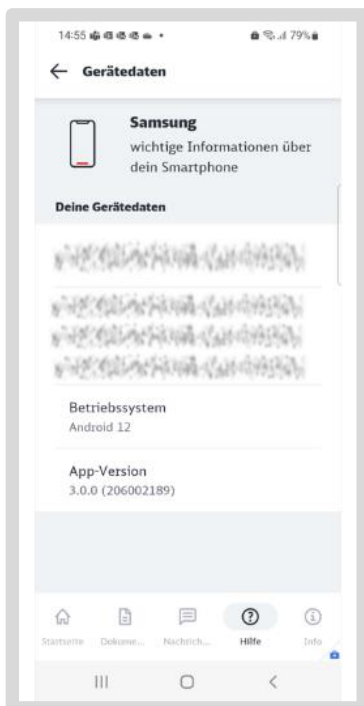 14:55
79%
Gerätedaten
Samsung
wichtige Informationen über
dein Smartphone
Deine Gerätedaten
Betriebssystem
Android 12
App-Version
3.0.0 (206002189)
Startseite Dokume... Nachrich... Hilfe Info